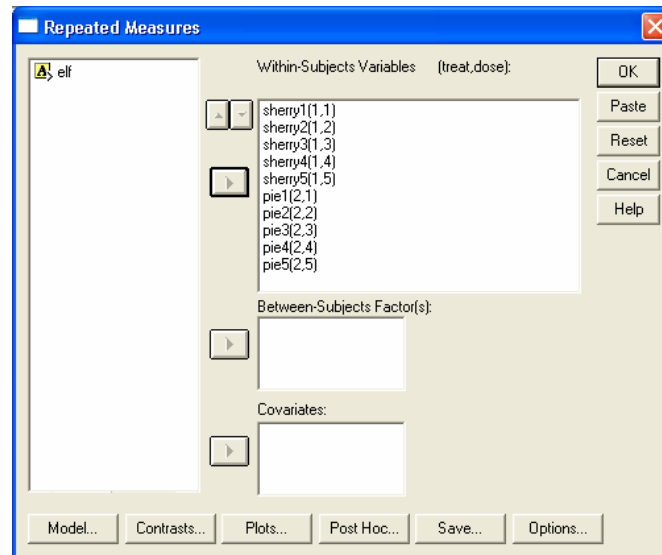 Repeated Measures
elf
Within-Subjects Variables (treat,dose):
sherry1(1,1)
sherry2(1,2)
sherry3(1,3)
sherry4(1,4)
sherry5(1,5)
pie1(2,1)
pie2(2,2)
pie3(2,3)
pie4(2,4)
pie5(2,5)
Between-Subjects Factor(s):
Covariates:
OK
Paste
Reset
Cancel
Help
Model... Contrasts... Plots... Post Hoc... Save... Options...